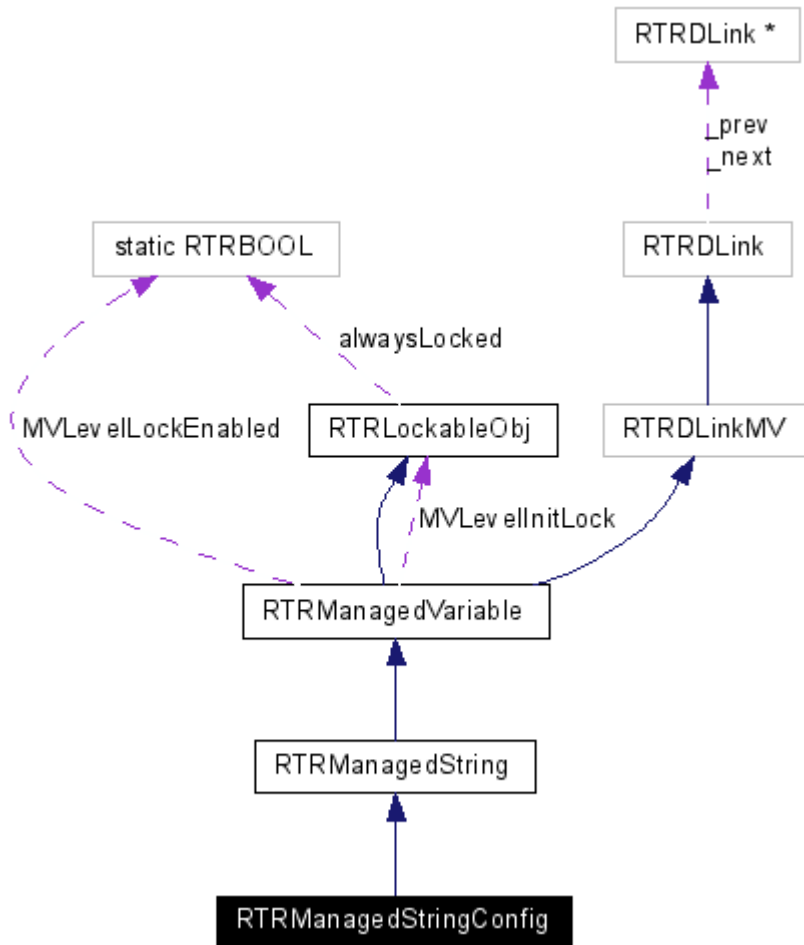 RTRDLink *
_prev
_next
static RTRBOOL
RTRDLink
alwaysLocked
MVLevelLockEnabled
RTRLockableObj
RTRDLinkMV
MVLevelInitLock
RTRManagedVariable
RTRManagedString
RTRManagedStringConfig